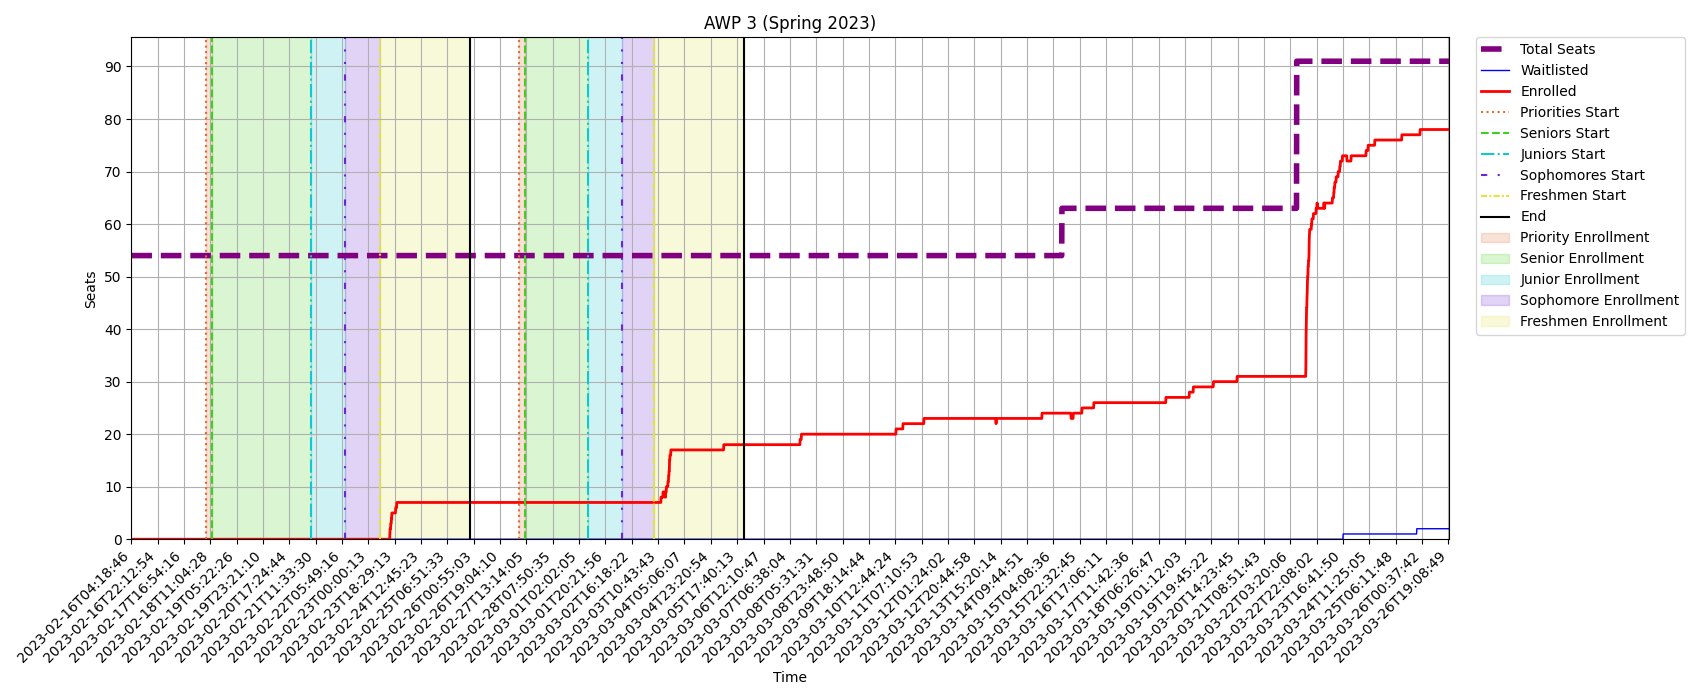 AWP 3 (Spring 2023)
Seats
90
80
70
60
50
40
30
20
10
0
2023-02-16T04:18:46
2023-02-16T22:12:54
2023-02-17T16:54:16
2023-02-18T11:04:28
2023-02-19T05:22:26
2023-02-19T23:21:10
2023-02-20T17:24:44
2023-02-21T11:33:30
2023-02-22T05:49:16
2023-02-23T00:00:13
2023-02-23T18:29:13
2023-02-24T12:45:23
2023-02-25T06:51:33
2023-02-26T00:55:03
2023-02-26T19:04:10
2023-02-27T13:14:05
2023-02-28T07:50:35
2023-03-01T02:02:05
2023-03-01T20:21:56
2023-03-02T16:18:22
2023-03-03T10:43:43
2023-03-04T05:06:07
2023-03-04T23:20:54
2023-03-05T17:40:13
2023-03-06T12:10:47
2023-03-07T06:38:04
2023-03-08T05:31:31
2023-03-08T23:48:50
2023-03-09T18:14:44
2023-03-10T12:44:24
2023-03-11T07:10:53
2023-03-12T01:24:02
2023-03-12T20:44:58
2023-03-13T15:20:14
2023-03-14T09:44:51
2023-03-15T04:08:36
2023-03-15T22:32:45
2023-03-16T17:06:11
2023-03-17T11:42:36
2023-03-18T06:26:47
2023-03-19T01:12:03
2023-03-19T19:45:22
2023-03-20T14:23:45
2023-03-21T08:51:43
2023-03-22T03:20:06
2023-03-22T22:08:02
2023-03-23T16:41:50
2023-03-24T11:25:05
2023-03-25T06:11:48
2023-03-26T00:37:42
2023-03-26T19:08:49
Time
Total Seats
Waitlisted
Enrolled
Priorities Start
Seniors Start
Juniors Start
Sophomores Start
Freshmen Start
End
Priority Enrollment
Senior Enrollment
Junior Enrollment
Sophomore Enrollment
Freshmen Enrollment